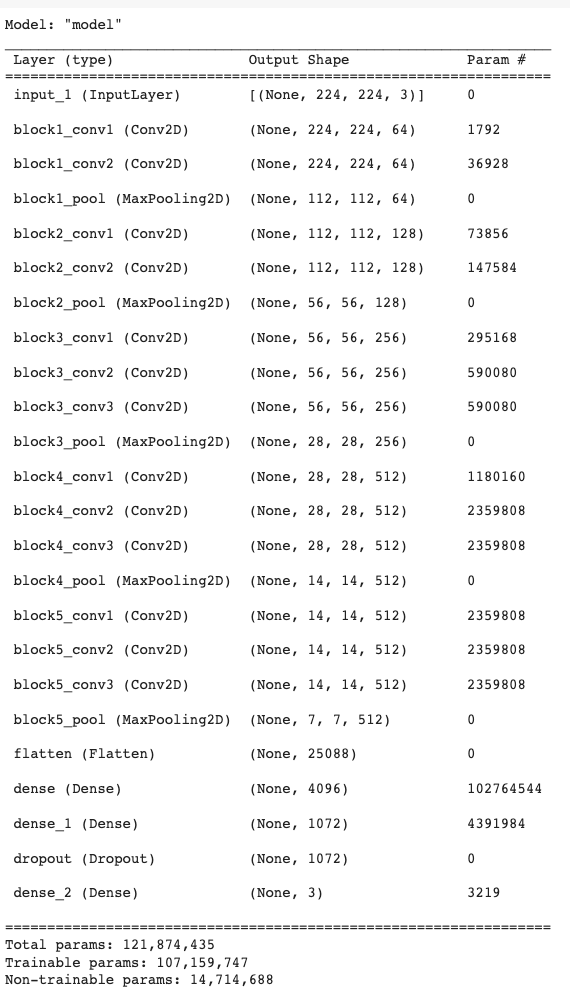 Model: "model"
Layer (type) Output Shape Param #
input_1 (InputLayer) [(None, 224, 224, 3)] 0
block1_conv1 (Conv2D) (None, 224, 224, 64) 1792
block1_conv2 (Conv2D) (None, 224, 224, 64) 36928
block1_pool (MaxPooling2D) (None, 112, 112, 64) 0
block2_conv1 (Conv2D) (None, 112, 112, 128) 73856
block2_conv2 (Conv2D) (None, 112, 112, 128) 147584
block2_pool (MaxPooling2D) (None, 56, 56, 128) 0
block3_conv1 (Conv2D) (None, 56, 56, 256) 295168
block3_conv2 (Conv2D) (None, 56, 56, 256) 590080
block3_conv3 (Conv2D) (None, 56, 56, 256) 590080
block3_pool (MaxPooling2D) (None, 28, 28, 256) 0
block4_conv1 (Conv2D) (None, 28, 28, 512) 1180160
block4_conv2 (Conv2D) (None, 28, 28, 512) 2359808
block4_conv3 (Conv2D) (None, 28, 28, 512) 2359808
block4_pool (MaxPooling2D) (None, 14, 14, 512) 0
block5_conv1 (Conv2D) (None, 14, 14, 512) 2359808
block5_conv2 (Conv2D) (None, 14, 14, 512) 2359808
block5_conv3 (Conv2D) (None, 14, 14, 512) 2359808
block5_pool (MaxPooling2D) (None, 7, 7, 512) 0
flatten (Flatten) (None, 25088) 0
dense (Dense) (None, 4096) 102764544
dense_1 (Dense) (None, 1072) 4391984
dropout (Dropout) (None, 1072) 0
dense_2 (Dense) (None, 3) 3219
Total params: 121,874,435
Trainable params: 107,159,747
Non-trainable params: 14,714,688